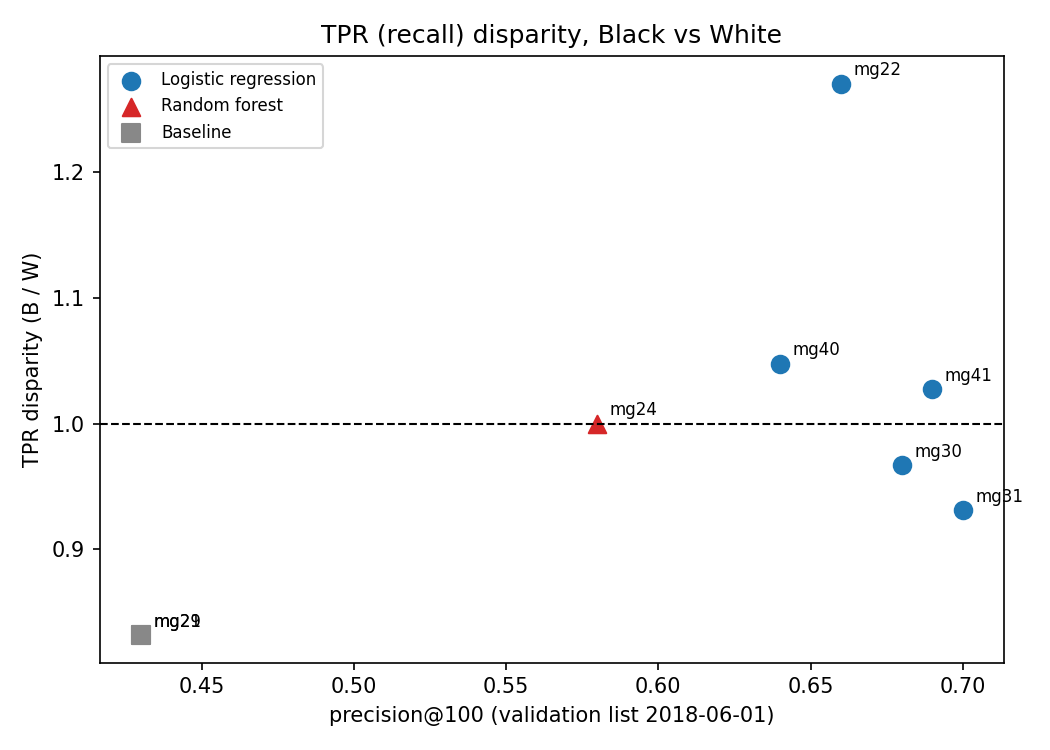 TPR (recall) disparity, Black vs White
Logistic regression
Random forest
Baseline
mg22
mg40
mg41
mg24
mg30
mg31
mg29
TPR disparity (B / W)
1.2
1.1
1.0
0.9
0.45
0.50
0.55
0.60
0.65
0.70
precision@100 (validation list 2018-06-01)